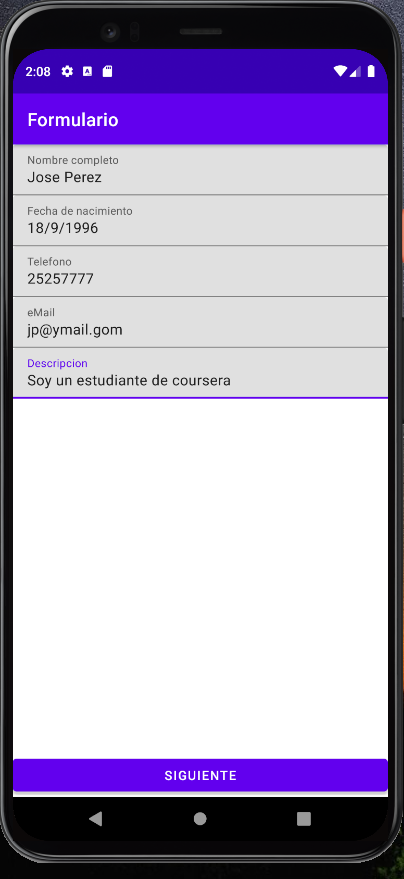 2:08
Formulario
Nombre completo
Jose Perez
Fecha de nacimiento
18/9/1996
Telefono
25257777
eMail
jp@ymail.gom
Descripcion
Soy un estudiante de coursera
SIGUIENTE